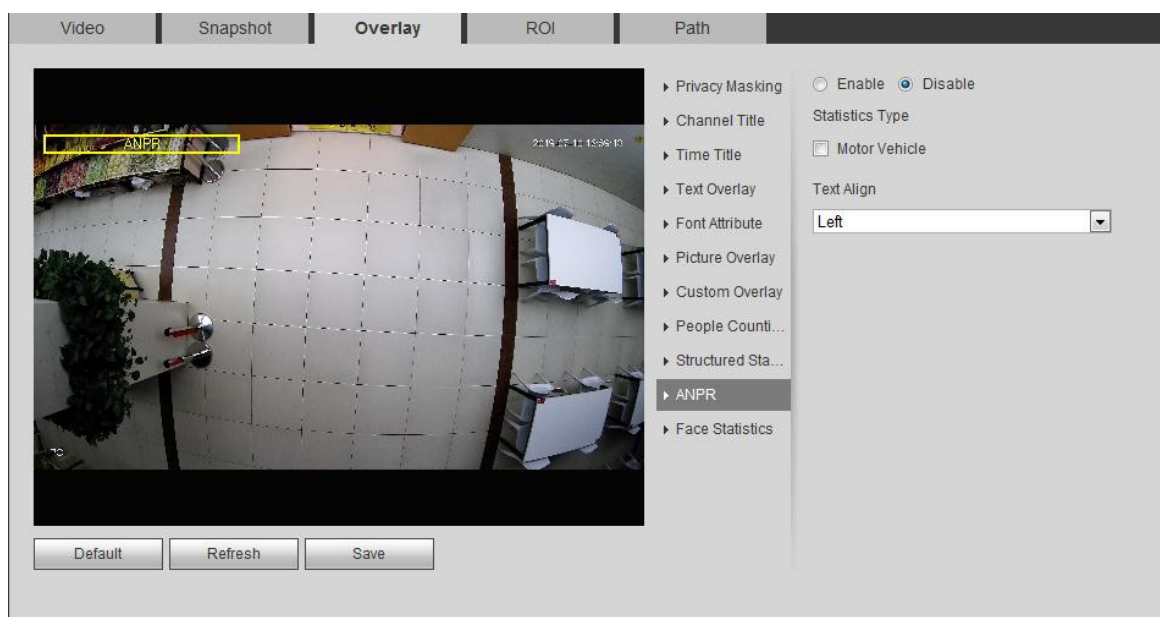 Video
Snapshot
Overlay
ROI
Path
ANPR
Privacy Masking
Channel Title
Time Title
Text Overlay
Font Attribute
Picture Overlay
Custom Overlay
People Counti...
Structured Sta...
ANPR
Face Statistics
Enable
Disable
Statistics Type
Motor Vehicle
Text Align
Left
Default
Refresh
Save